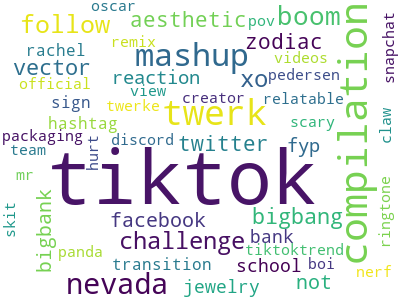 oscar
pov
boom
follow
aesthetic
remix
zodiac
rachel
mashup
vector
reaction
xo
pedersen
official
view
creator
videos
snapchat
sign
twerke
twerk
relatable
hashtag
scary
packaging
discord
twitter
fyp
team
hurt
compilation
claw
mr
tiktok
ringtone
skit
bigbank
facebook
bigbang
challenge
bank
tiktoktrend
panda
transition
school
boi
nerf
nevada
jewelry
not